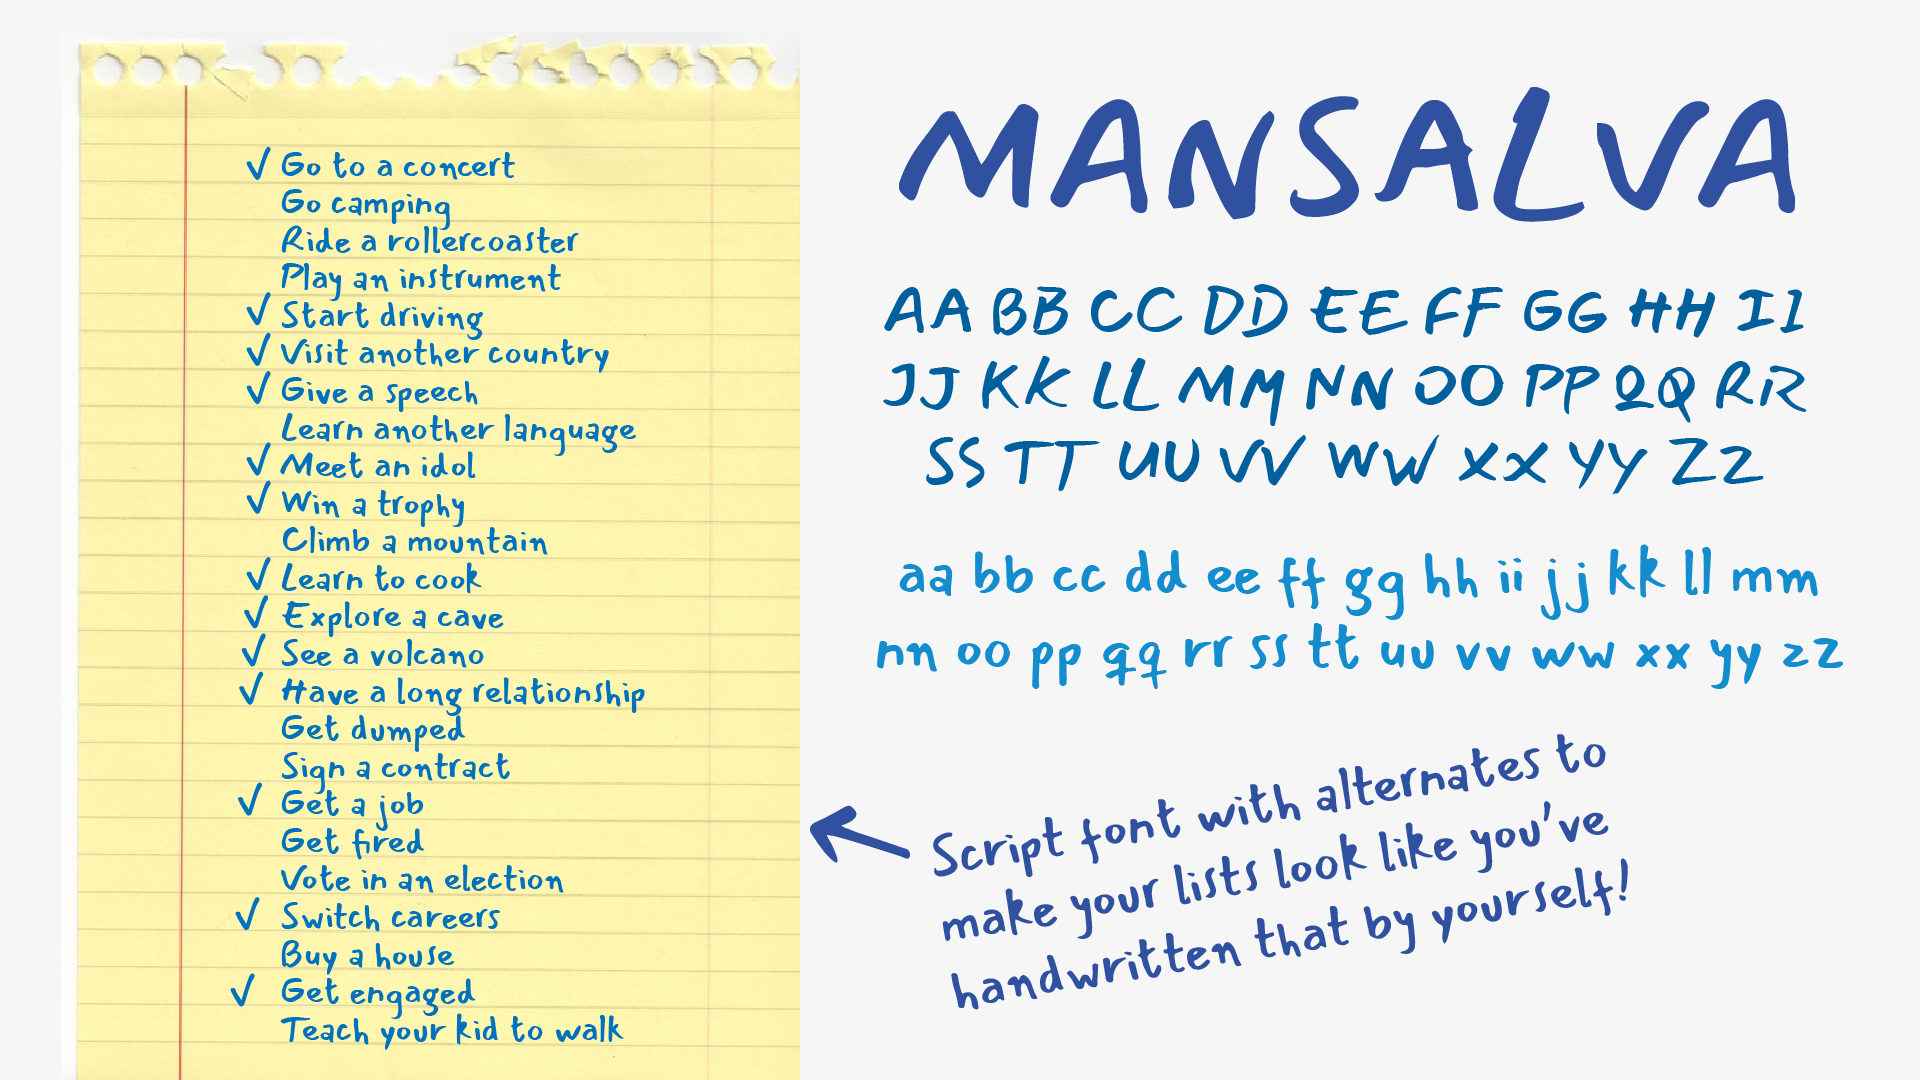 ✓ Go to a concert
Go camping
Ride a rollercoaster
Play an instrument
✓ Start driving
✓ Visit another country
✓ Give a speech
Learn another language
✓ Meet an idol
✓ Win a trophy
Climb a mountain
✓ Learn to cook
✓ Explore a cave
✓ See a volcano
✓ Have a long relationship
Get dumped
Sign a contract
✓ Get a job
Get fired
Vote in an election
✓ Switch careers
Buy a house
✓ Get engaged
Teach your kid to walk
MANSALVA
AA BB CC DD EE FF GG HH II
JJ KK LL MM NN OO PP QQ RR
SS TT UU VV WW XX YY ZZ
aa bb cc dd ee ff gg hh ii jj kk ll mm
nn oo pp qq rr ss tt uu vv ww xx yy zz
Script font with alternates to
make your lists look like you've
handwritten that by yourself!